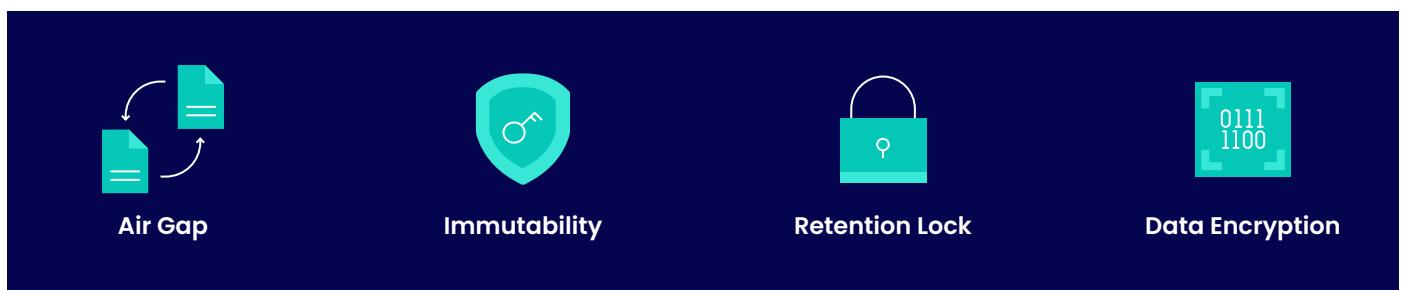 0111
1100
Air Gap
Immutability
Retention Lock
Data Encryption